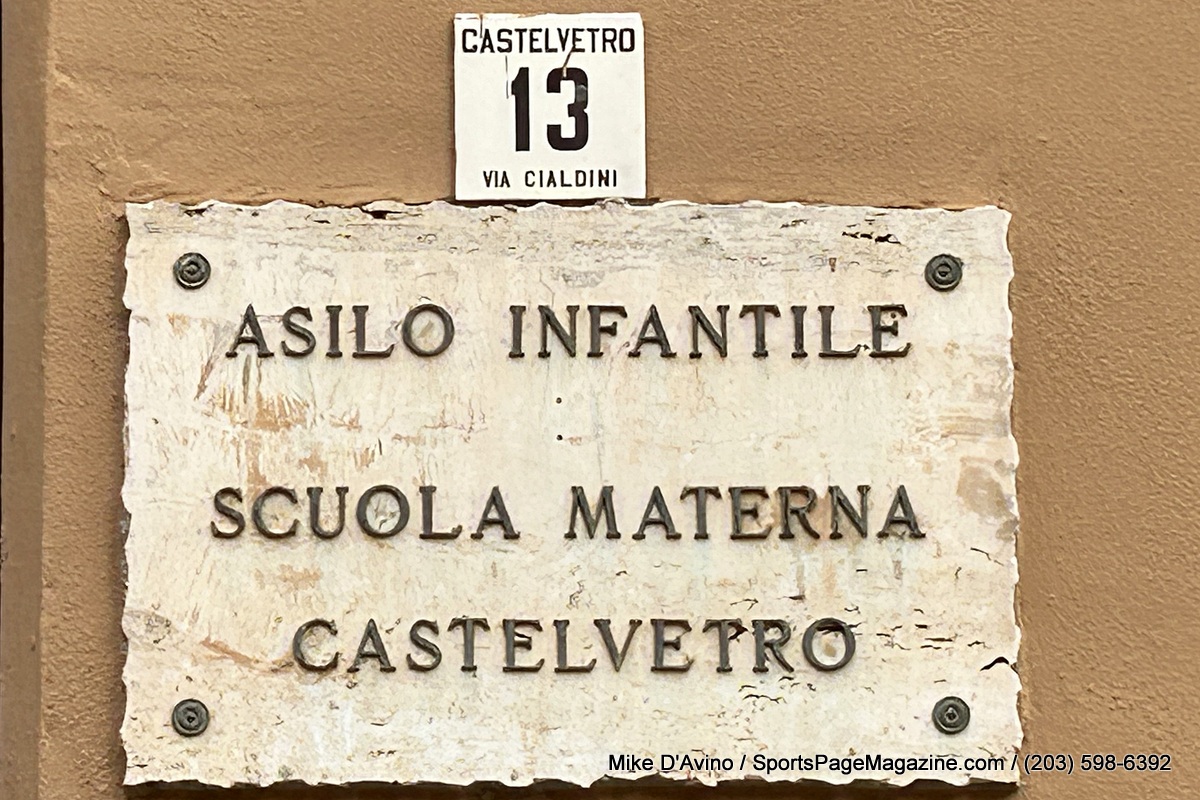 CASTELVETRO
13
VIA CIALDINI
ASILO INFANTILE
SCUOLA MATERNA
CASTELVETRO
Mike D'Avino / SportsPageMagazine.com / (203) 598-6392